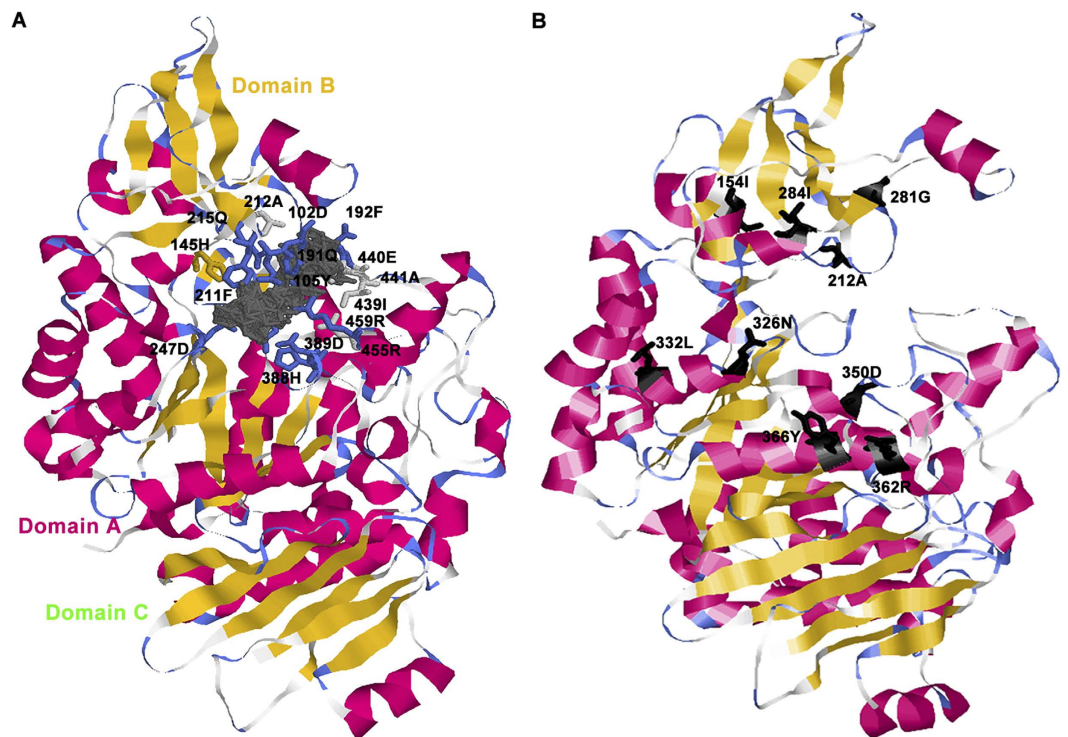 A
B
Domain B
212A
102D
192F
215Q
145H
191Q
440E
105Y
441A
211F
439I
459R
247D
389D
455R
388H
Domain A
Domain C
154I
284I
281G
212A
326N
332L
350D
366Y
362R